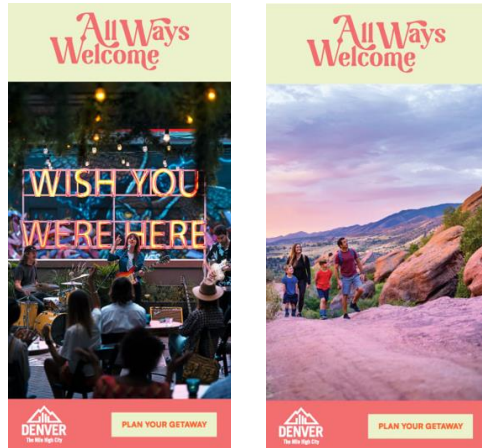 All Ways
Welcome
WISH YOU
WERE HERE
DENVER
The Mile High City
PLAN YOUR GETAWAY
All Ways
Welcome
DENVER
The Mile High City
PLAN YOUR GETAWAY